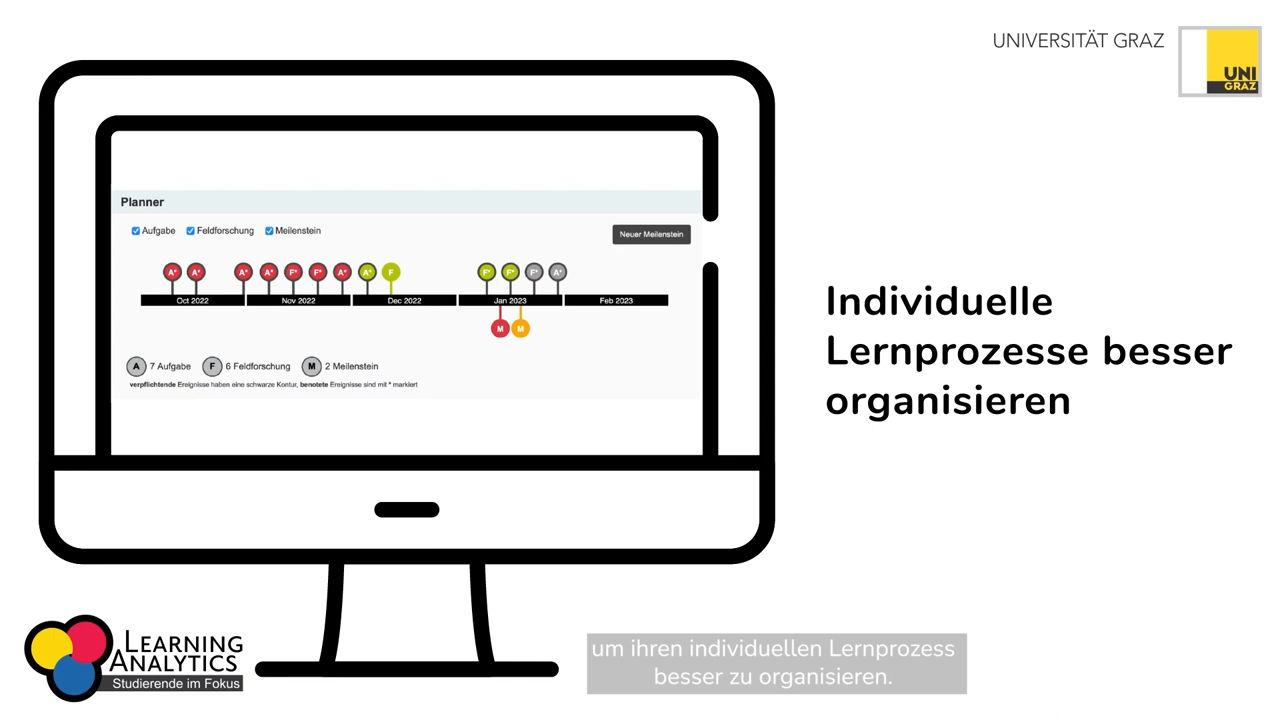 UNIVERSITÄT GRAZ
UNI
GRAZ
Planner
Aufgabe Feldforschung Meilenstein
Neuer Meilenstein
A* A* A* A* F* F* A* A* F F* F* F* A*
Oct 2022 Nov 2022 Dec 2022 Jan 2023 Feb 2023
M M
A 7 Aufgabe F 6 Feldforschung M 2 Meilenstein
verpflichtende Ereignisse haben eine schwarze Kontur, benotete Ereignisse sind mit * markiert
Individuelle
Lernprozesse besser
organisieren
LEARNING
ANALYTICS
Studierende im Fokus
um ihren individuellen Lernprozess
besser zu organisieren.